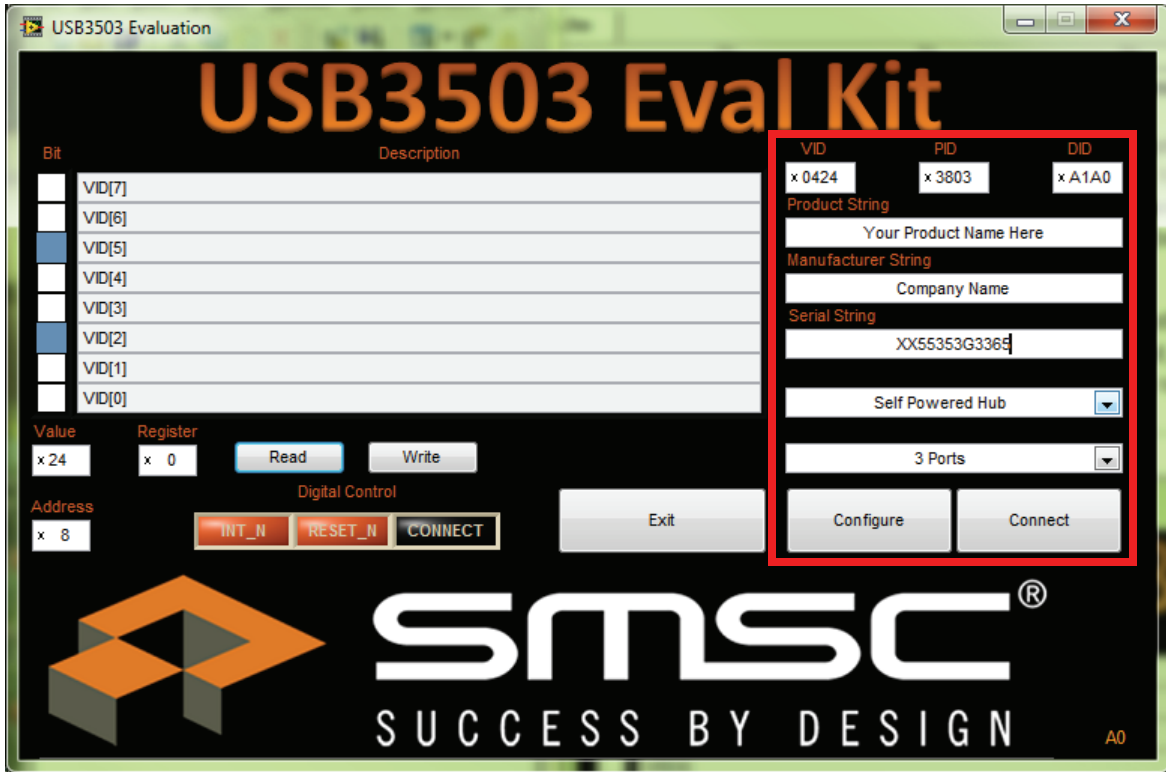 USB3503 Evaluation
USB3503 Eval Kit
Bit Description
VID[7]
VID[6]
VID[5]
VID[4]
VID[3]
VID[2]
VID[1]
VID[0]
Value Register
x 24 x 0 Read Write
Address Digital Control
x 8 INT_N RESET_N CONNECT
Exit
VID PID DID
x 0424 x 3803 x A1A0
Product String
Your Product Name Here
Manufacturer String
Company Name
Serial String
XX55353G3365
Self Powered Hub
3 Ports
Configure Connect
SMSC®
SUCCESS BY DESIGN
A0